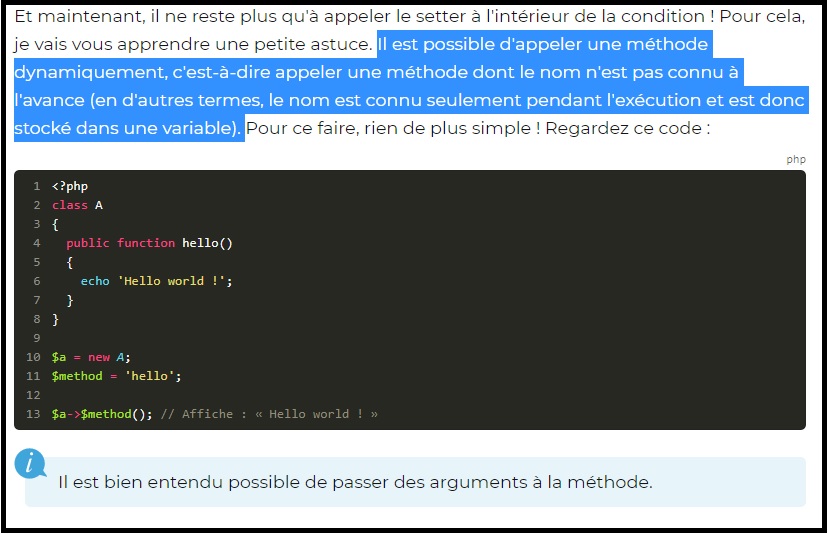 Et maintenant, il ne reste plus qu'à appeler le setter à l'intérieur de la condition ! Pour cela,
je vais vous apprendre une petite astuce. Il est possible d'appeler une méthode
dynamiquement, c'est-à-dire appeler une méthode dont le nom n'est pas connu à
l'avance (en d'autres termes, le nom est connu seulement pendant l'exécution et est donc
stocké dans une variable). Pour ce faire, rien de plus simple ! Regardez ce code :
php
1 <?php
2 class A
3 {
4   public function hello()
5   {
6     echo 'Hello world !';
7   }
8 }
9
10 $a = new A;
11 $method = 'hello';
12
13 $a->$method(); // Affiche : « Hello world ! »
i
Il est bien entendu possible de passer des arguments à la méthode.